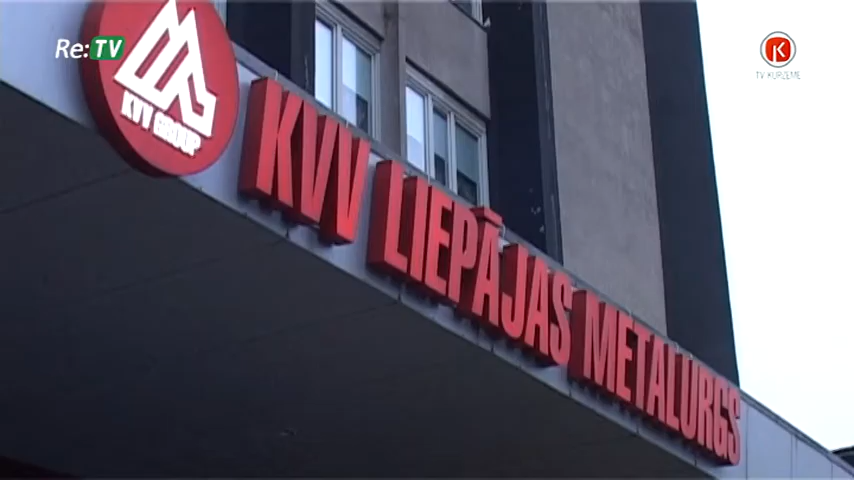 Re:TV
TV KURZEME
KVV GROUP
KVV LIEPĀJAS METALURGS